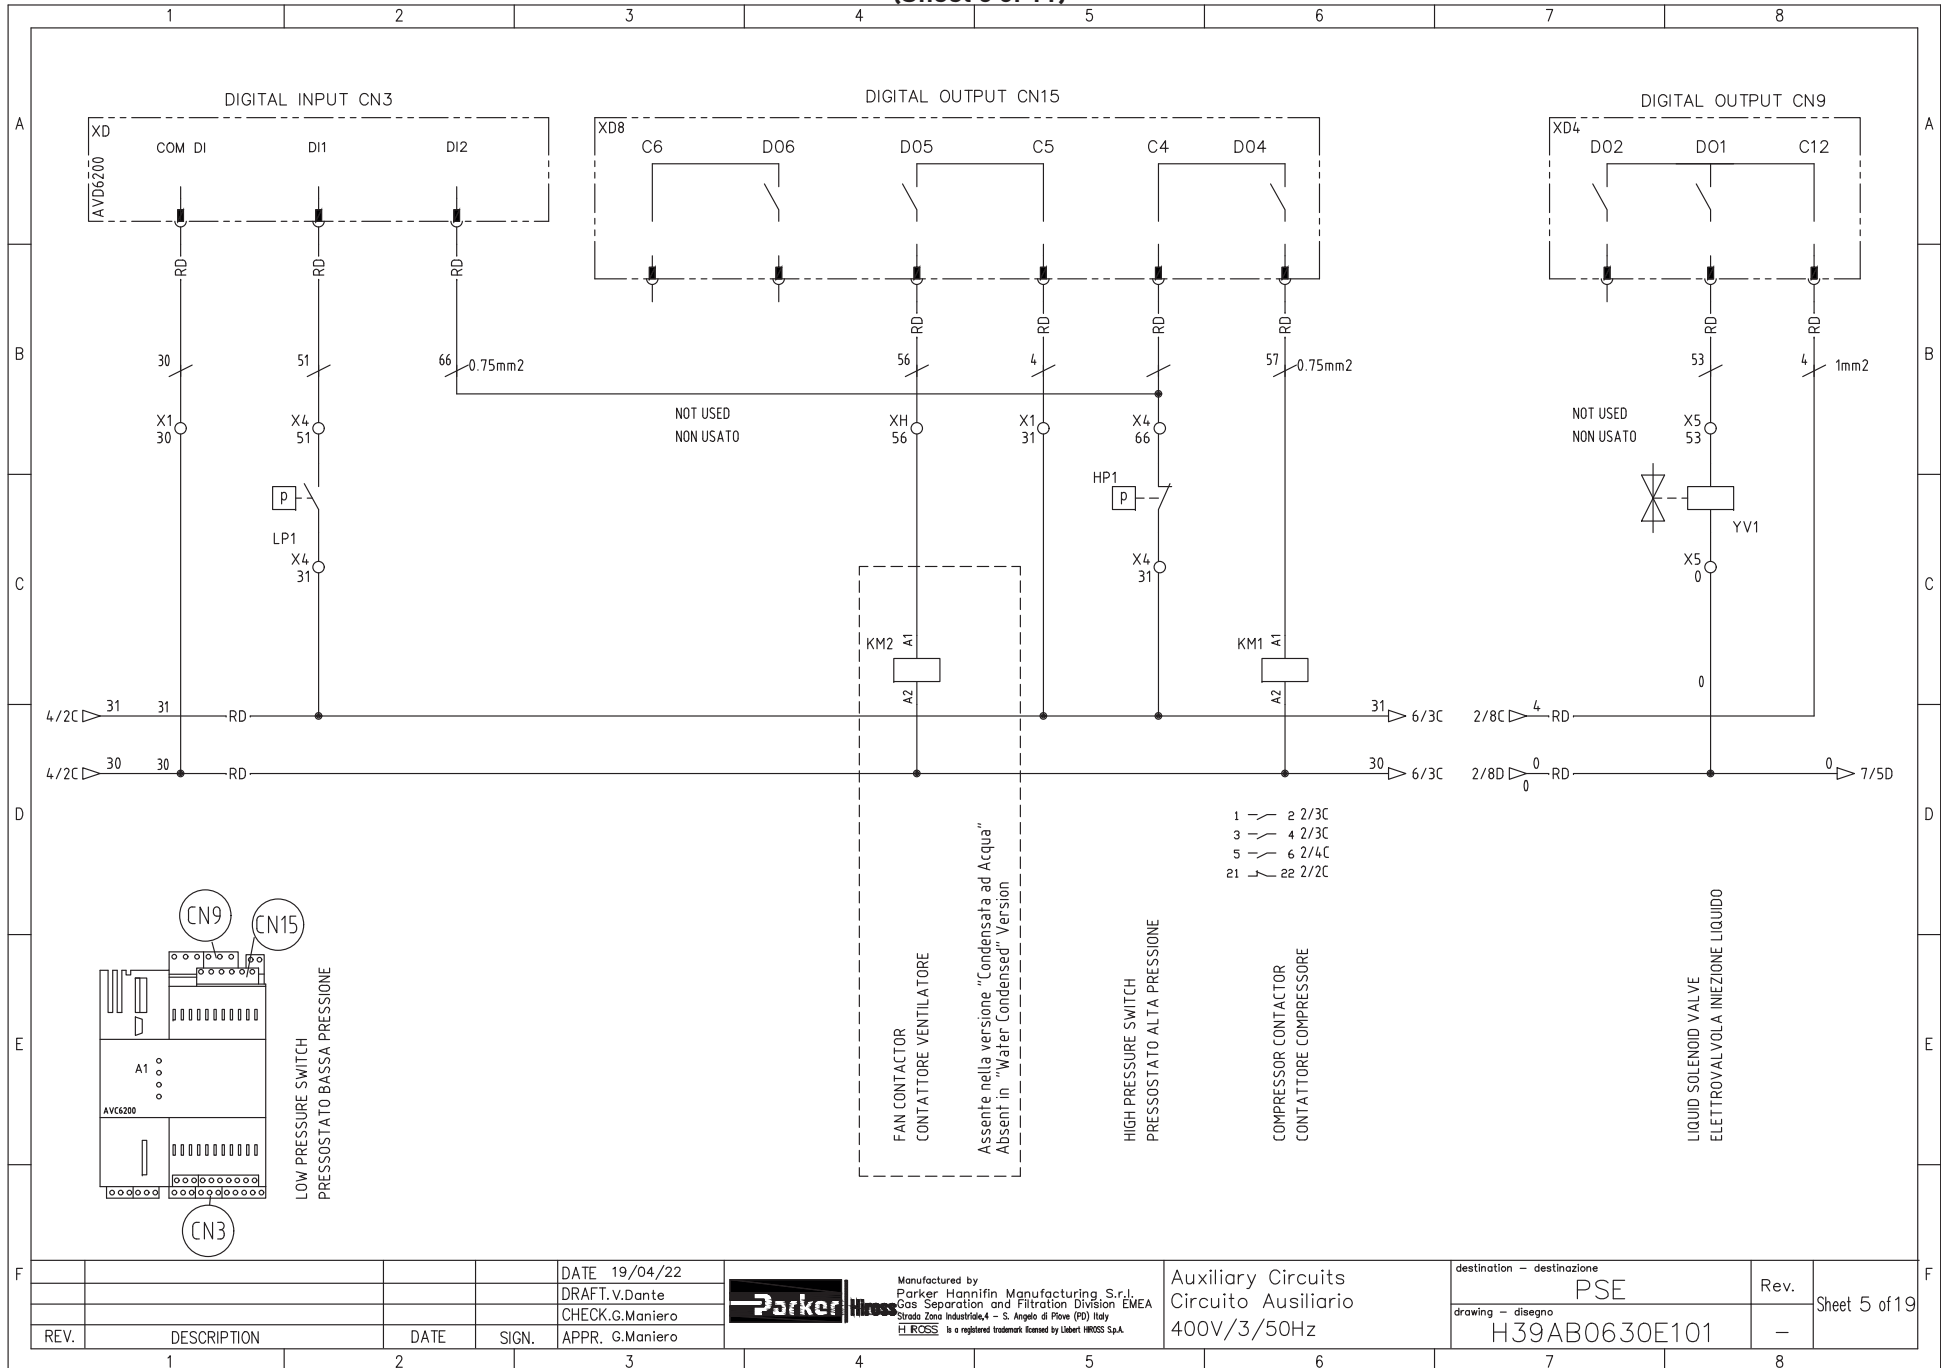 1 2 3 4 5 6 7 8
DIGITAL INPUT CN3
DIGITAL OUTPUT CN15
DIGITAL OUTPUT CN9
A
A
XD
COM DI
DI1
DI2
AVD6200
XD8
C6
DO6
DO5
C5
C4
DO4
XD4
DO2
DO1
C12
RD
RD
RD
RD
RD
RD
RD
RD
RD
B
B
30
51
66
0.75mm2
56
4
57
0.75mm2
53
4
1mm2
NOT USED
NON USATO
NOT USED
NON USATO
X1
30
X4
51
XH
56
X1
31
X4
66
X5
53
P
LP1
X4
31
HP1
P
X4
31
YV1
X5
0
C
C
KM2
A1
A2
KM1
A1
A2
0
4/2C
31
31
RD
31
6/3C
2/8C
4
RD
4/2C
30
30
RD
30
6/3C
2/8D
0
RD
0
0
7/5D
D
D
1 2 2/3C
3 4 2/3C
5 6 2/4C
21 22 2/2C
CN9
CN15
A1
AVC6200
CN3
E
E
LOW PRESSURE SWITCH
PRESSOSTATO BASSA PRESSIONE
FAN CONTACTOR
CONTATTORE VENTILATORE
Assente nella versione "Condensata ad Acqua"
Absent in "Water Condensed" Version
HIGH PRESSURE SWITCH
PRESSOSTATO ALTA PRESSIONE
COMPRESSOR CONTACTOR
CONTATTORE COMPRESSORE
LIQUID SOLENOID VALVE
ELETTROVALVOLA INIEZIONE LIQUIDO
F
F
DATE 19/04/22
DRAFT. V.Dante
CHECK. G.Maniero
REV. DESCRIPTION DATE SIGN. APPR. G.Maniero
Parker Hiross
Manufactured by
Parker Hannifin Manufacturing S.r.l.
Gas Separation and Filtration Division EMEA
Strada Zona Industriale,4 – S. Angelo di Piove (PD) Italy
HIROSS is a registered trademark licensed by Liebert HIROSS S.p.A.
Auxiliary Circuits
Circuito Ausiliario
400V/3/50Hz
destination – destinazione
PSE
drawing – disegno
H39AB0630E101
Rev.
–
Sheet 5 of 19
1 2 3 4 5 6 7 8